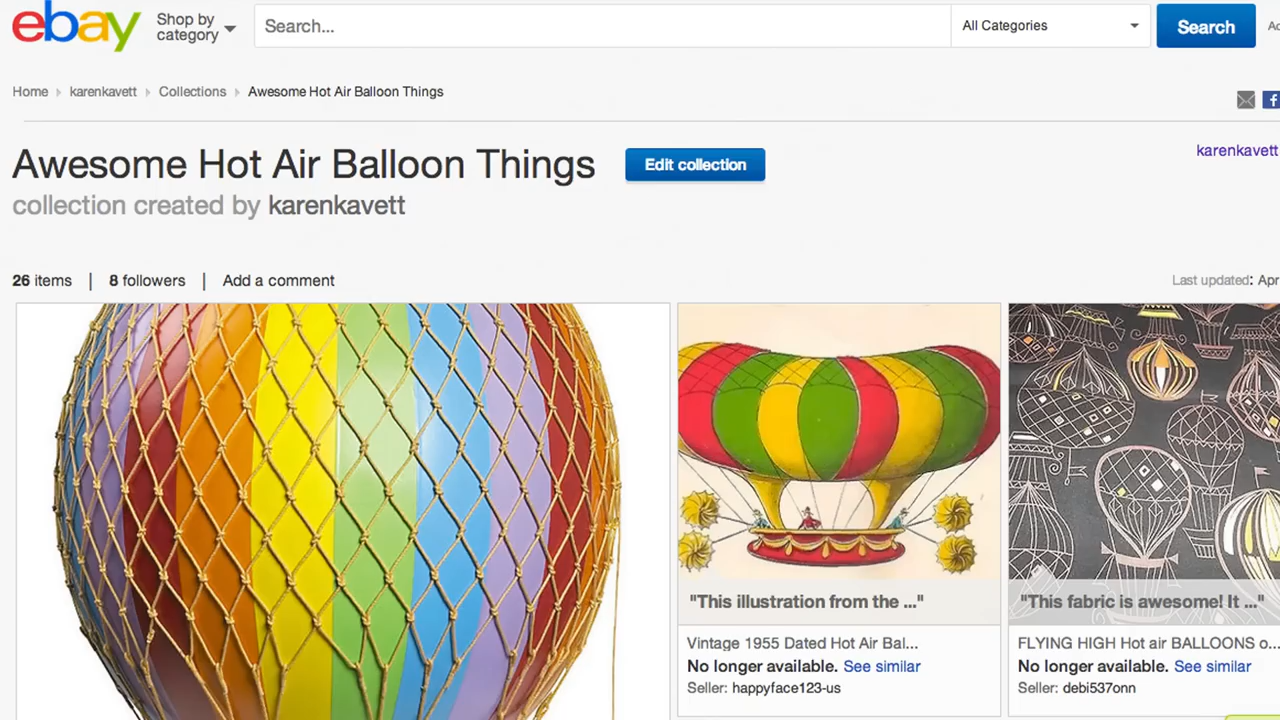 ebay
Shop by
category
Search...
All Categories
Search
Home
karenkavett
Collections
Awesome Hot Air Balloon Things
Awesome Hot Air Balloon Things
Edit collection
karenkavett
collection created by karenkavett
26 items | 8 followers | Add a comment
Last updated: Apr
"This illustration from the ..."
"This fabric is awesome! It ..."
Vintage 1955 Dated Hot Air Bal...
No longer available. See similar
Seller: happyface123-us
FLYING HIGH Hot air BALLOONS o...
No longer available. See similar
Seller: debi537onn